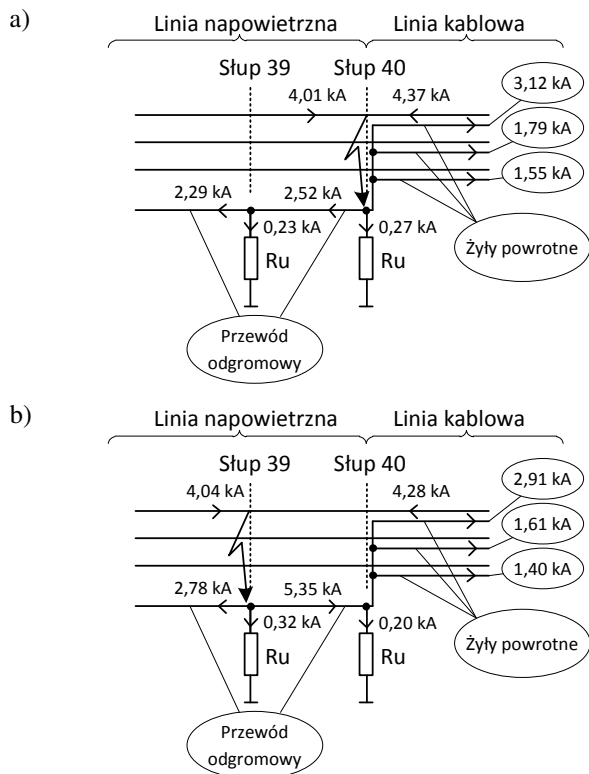 a)
Linia napowietrzna
Linia kablowa
Słup 39
Słup 40
3,12 kA
4,01 kA
4,37 kA
1,79 kA
1,55 kA
2,29 kA
2,52 kA
0,23 kA
0,27 kA
Żyły powrotne
Ru
Ru
Przewód
odgromowy
b)
Linia napowietrzna
Linia kablowa
Słup 39
Słup 40
2,91 kA
4,04 kA
4,28 kA
1,61 kA
1,40 kA
2,78 kA
5,35 kA
0,32 kA
0,20 kA
Żyły powrotne
Ru
Ru
Przewód
odgromowy